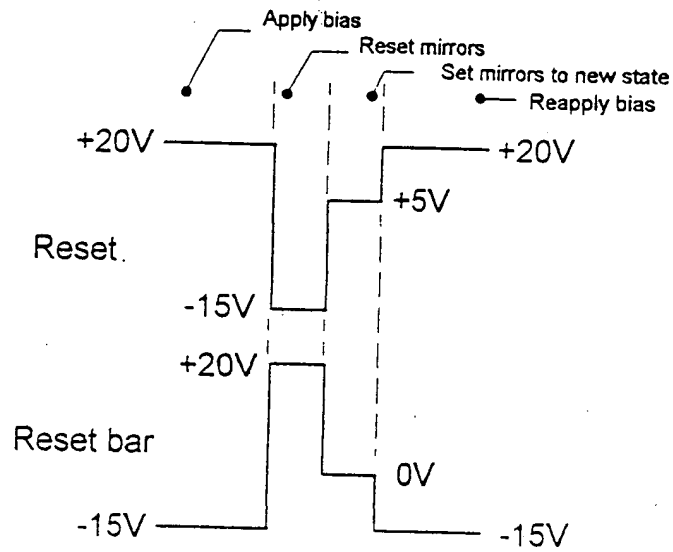 Apply bias
Reset mirrors
Set mirrors to new state
Reapply bias
+20V
+20V
+5V
Reset.
-15V
+20V
Reset bar
0V
-15V
-15V